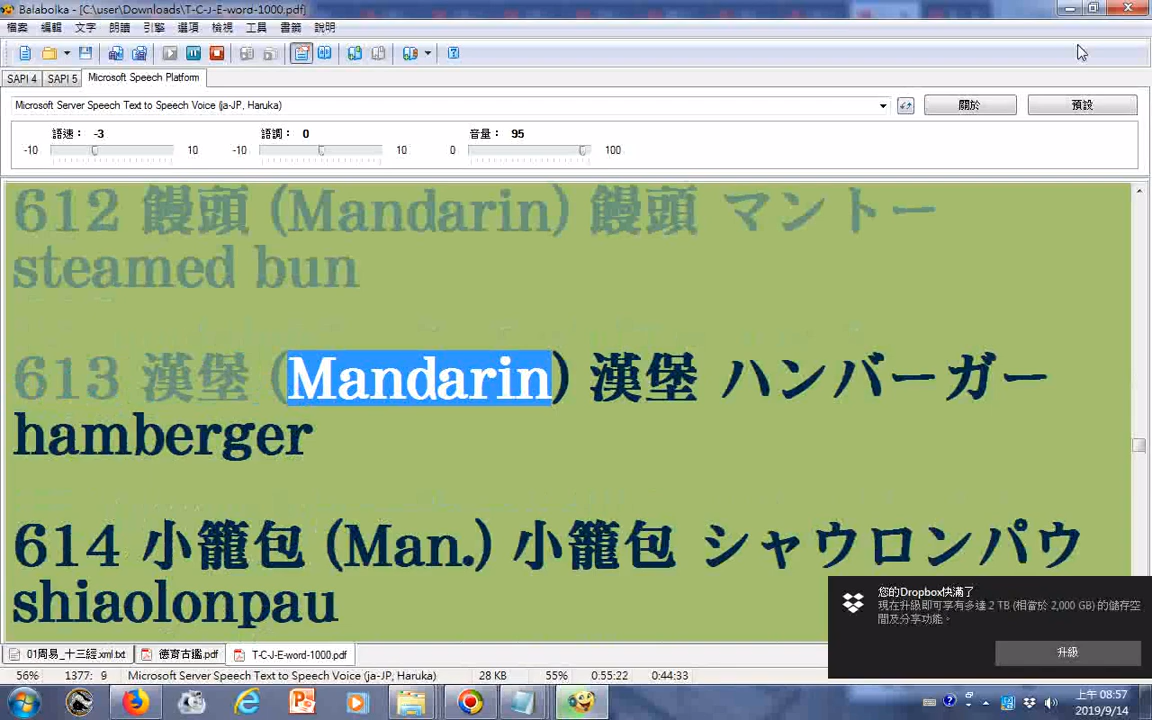 Balabolka - [C:\user\Downloads\T-C-J-E-word-1000.pdf]
檔案 編輯 文字 朗讀 引擎 選項 檢視 工具 書籤 說明
SAPI 4 SAPI 5 Microsoft Speech Platform
Microsoft Server Speech Text to Speech Voice (ja-JP, Haruka) 關於 預設
語速： -3 語調： 0 音量： 95
-10 10 -10 10 0 100
612 饅頭 (Mandarin) 饅頭 マントー
steamed bun
613 漢堡 (Mandarin) 漢堡 ハンバーガー
hamberger
614 小籠包 (Man.) 小籠包 シャウロンパウ
shiaolonpau
您的Dropbox快滿了
現在升級即可享有多達 2 TB (相當於 2,000 GB) 的儲存空
間及分享功能。
升級
01周易_十三經.xml.txt 德育古鑑.pdf T-C-J-E-word-1000.pdf
56% 1377: 9 Microsoft Server Speech Text to Speech Voice (ja-JP, Haruka) 28 KB 55% 0:55:22 0:44:33
上午 08:57
2019/9/14